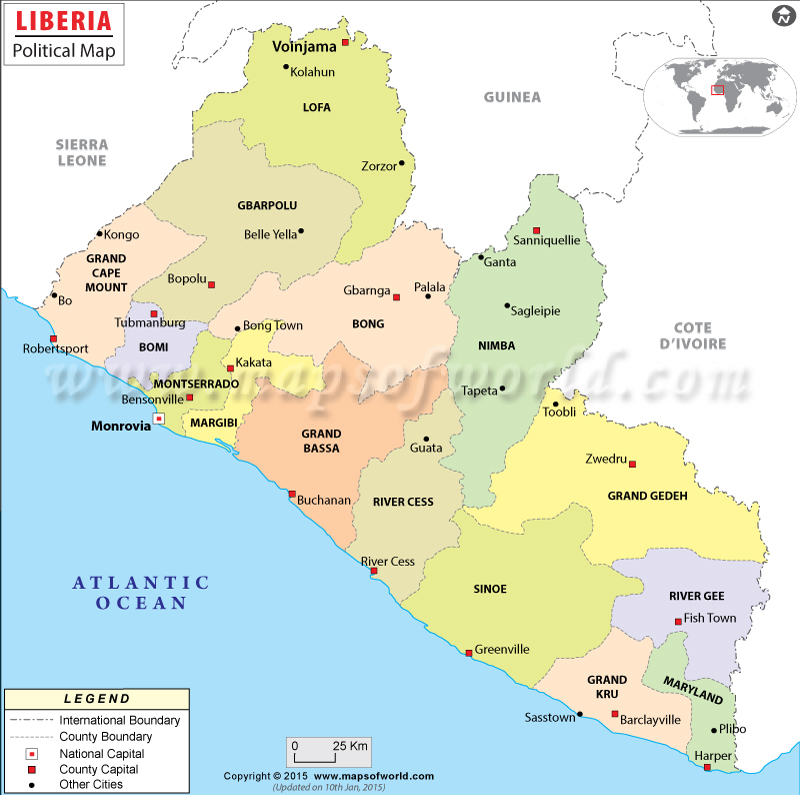 LIBERIA
Political Map
N
Voinjama
Kolahun
LOFA
GUINEA
SIERRA
LEONE
Zorzor
GBARPOLU
Belle Yella
Kongo
GRAND
CAPE
MOUNT
Bopolu
Bo
Sanniquellie
Ganta
Gbarnga
Palala
Sagleipie
Tubmanburg
Bong Town
BONG
COTE
D'IVOIRE
Robertsport
BOMI
NIMBA
Kakata
www.mapsofworld.com
MONTSERRADO
Bensonville
Tapeta
Toobli
Monrovia
MARGIBI
GRAND
BASSA
Guata
Zwedru
GRAND GEDEH
Buchanan
RIVER CESS
River Cess
ATLANTIC
OCEAN
SINOE
RIVER GEE
Fish Town
Greenville
GRAND
KRU
MARYLAND
Sasstown
Barclayville
Plibo
Harper
LEGEND
International Boundary
County Boundary
National Capital
County Capital
Other Cities
0 25 Km
Copyright © 2015 www.mapsofworld.com
(Updated on 10th Jan, 2015)